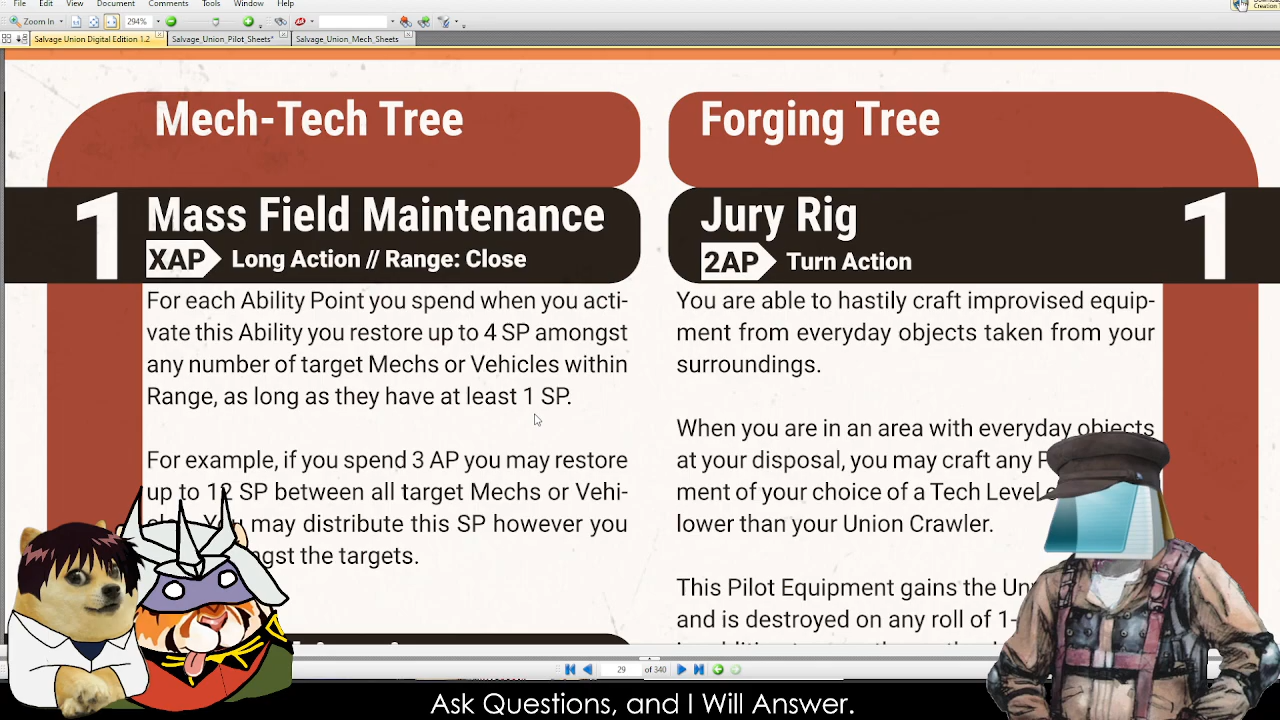 File Edit View Document Comments Tools Window Help
Zoom In 294%
Creation
Salvage Union Digital Edition 1.2 Salvage_Union_Pilot_Sheets* Salvage_Union_Mech_Sheets
Mech-Tech Tree
1 Mass Field Maintenance
XAP Long Action // Range: Close
For each Ability Point you spend when you acti-
vate this Ability you restore up to 4 SP amongst
any number of target Mechs or Vehicles within
Range, as long as they have at least 1 SP.
For example, if you spend 3 AP you may restore
up to 12 SP between all target Mechs or Vehi-
may distribute this SP however you
the targets.
Forging Tree
Jury Rig 1
2AP Turn Action
You are able to hastily craft improvised equip-
ment from everyday objects taken from your
surroundings.
When you are in an area with everyday objects
at your disposal, you may craft any
ment of your choice of a Tech Level
lower than your Union Crawler.
This Pilot Equipment gains the
and is destroyed on any roll of 1-
29 of 340
Ask Questions, and I Will Answer.